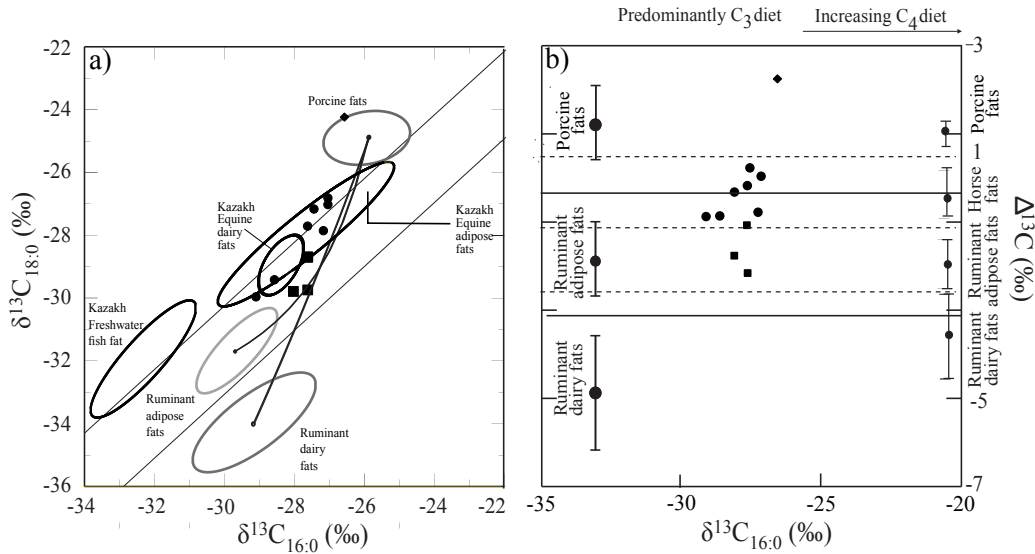 Predominantly C3 diet
Increasing C4 diet
a)
-22
-24
-26
-28
-30
-32
-34
-36
δ13C18:0 (‰)
Porcine fats
Kazakh
Equine
dairy
fats
Kazakh
Equine
adipose
fats
Kazakh
Freshwater
fish fat
Ruminant
adipose
fats
Ruminant
dairy
fats
-34
-32
-30
-28
-26
-24
-22
δ13C16:0 (‰)
b)
Porcine
fats
Ruminant
adipose fats
Ruminant
dairy fats
Porcine
fats
Horse
fats
Ruminant
adipose fats
Ruminant
dairy fats
-3
1
-5
-7
Δ13C (‰)
-35
-30
-25
-20
δ13C16:0 (‰)